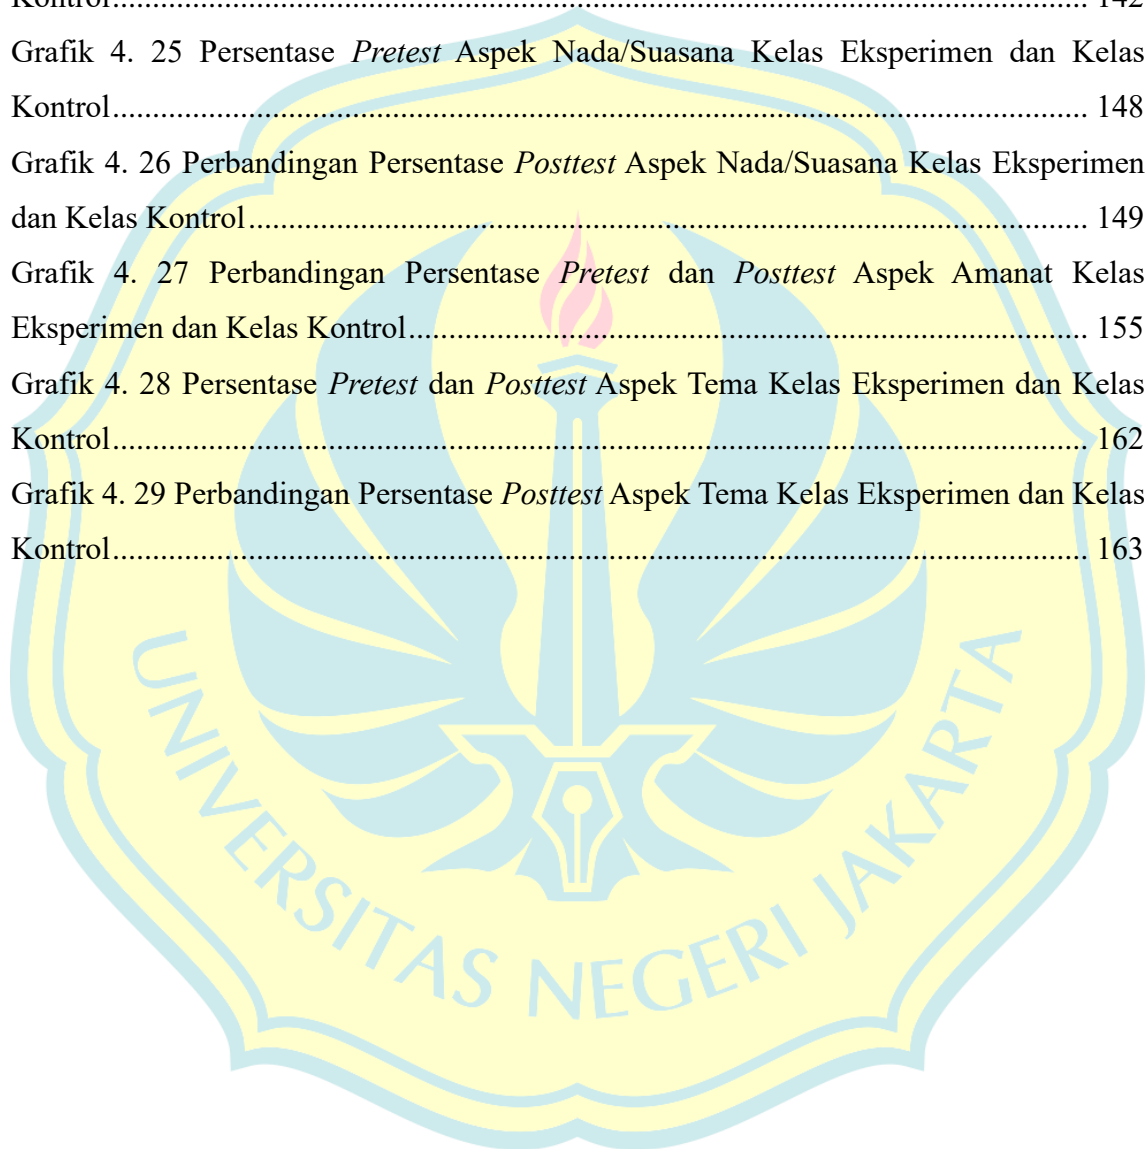 Kontrol........................................................................................................................ 142
Grafik 4. 25 Persentase Pretest Aspek Nada/Suasana Kelas Eksperimen dan Kelas
Kontrol........................................................................................................................ 148
Grafik 4. 26 Perbandingan Persentase Posttest Aspek Nada/Suasana Kelas Eksperimen
dan Kelas Kontrol....................................................................................................... 149
Grafik 4. 27 Perbandingan Persentase Pretest dan Posttest Aspek Amanat Kelas
Eksperimen dan Kelas Kontrol................................................................................... 155
Grafik 4. 28 Persentase Pretest dan Posttest Aspek Tema Kelas Eksperimen dan Kelas
Kontrol........................................................................................................................ 162
Grafik 4. 29 Perbandingan Persentase Posttest Aspek Tema Kelas Eksperimen dan Kelas
Kontrol........................................................................................................................ 163
UNIVERSITAS NEGERI JAKARTA